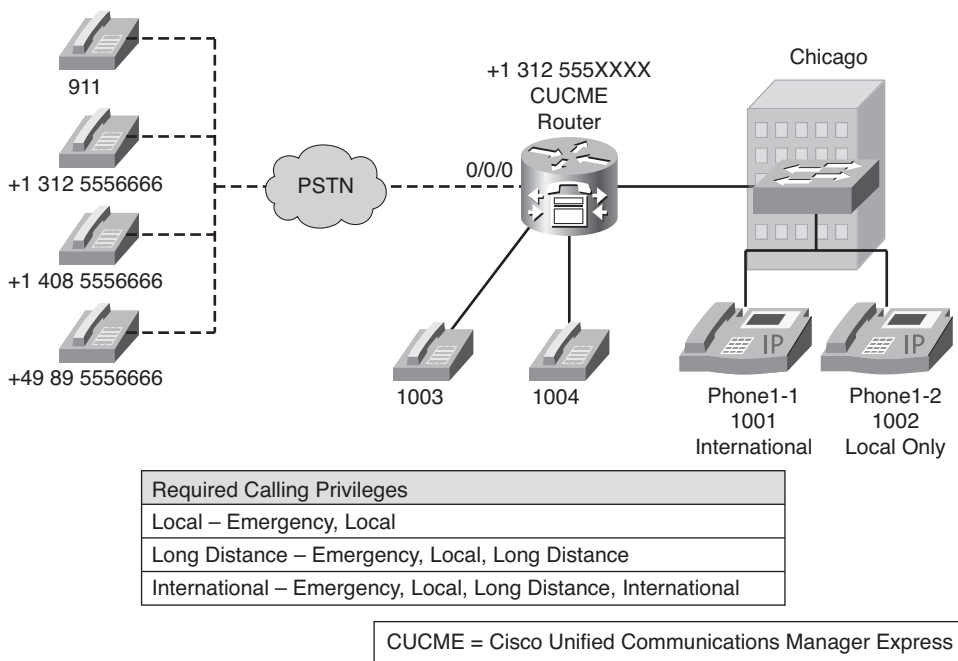 911
+1 312 5556666
+1 408 5556666
+49 89 5556666
PSTN
+1 312 555XXXX
CUCME
Router
0/0/0
Chicago
1003
1004
IP
Phone1-1
1001
International
IP
Phone1-2
1002
Local Only
Required Calling Privileges
Local – Emergency, Local
Long Distance – Emergency, Local, Long Distance
International – Emergency, Local, Long Distance, International
CUCME = Cisco Unified Communications Manager Express